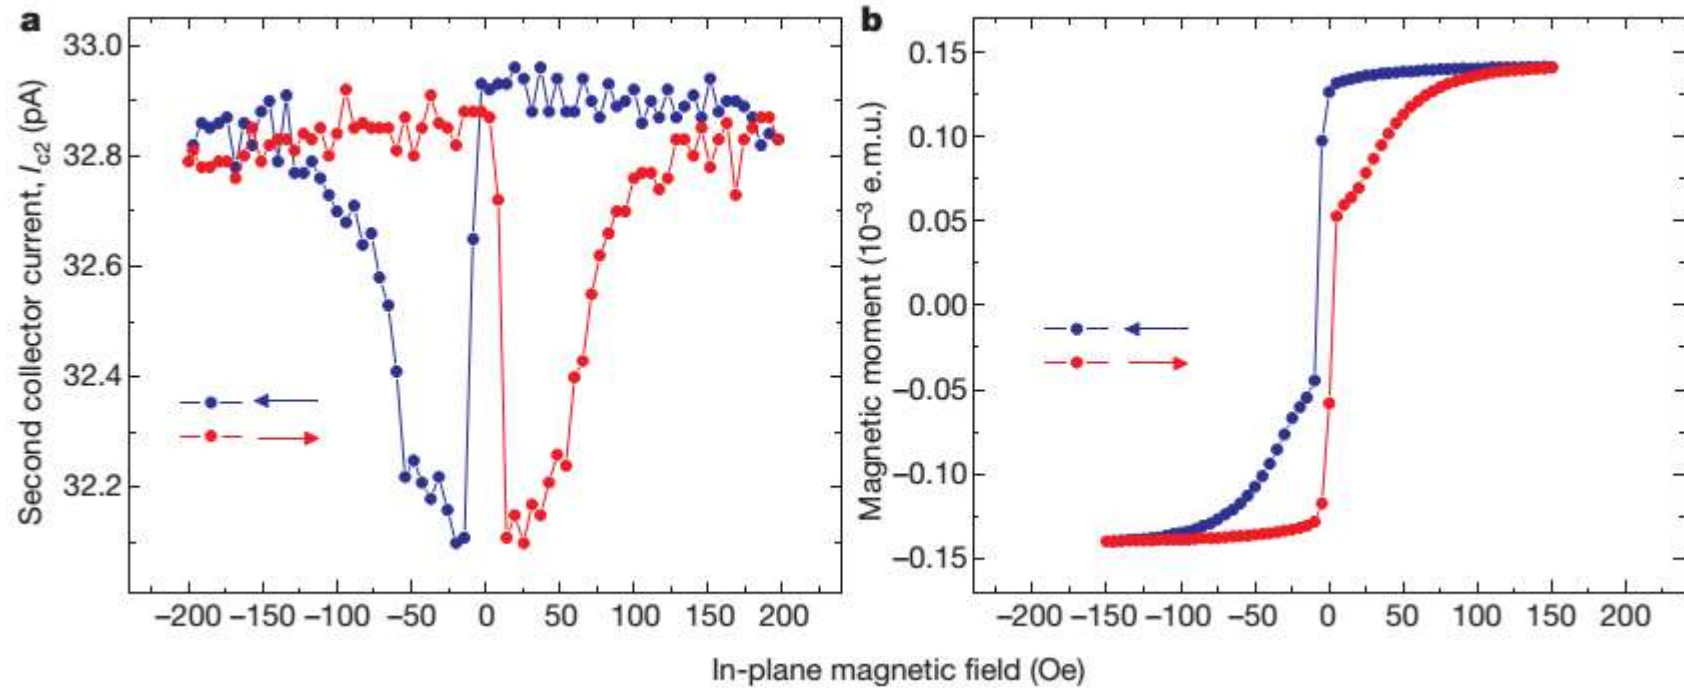 a
Second collector current, I_c2 (pA)
33.0
32.8
32.6
32.4
32.2
−200 −150 −100 −50 0 50 100 150 200
b
Magnetic moment (10⁻³ e.m.u.)
0.15
0.10
0.05
0.00
−0.05
−0.10
−0.15
−200 −150 −100 −50 0 50 100 150 200
In-plane magnetic field (Oe)